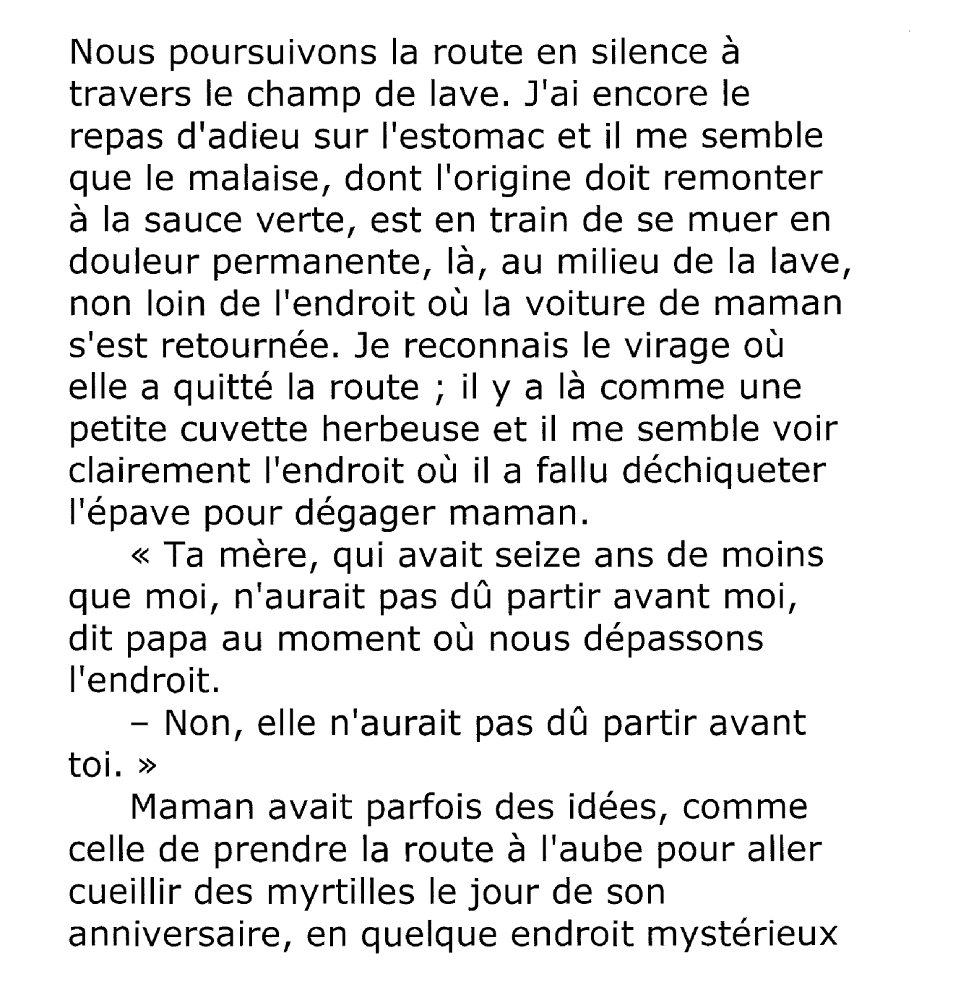 Nous poursuivons la route en silence à
travers le champ de lave. J'ai encore le
repas d'adieu sur l'estomac et il me semble
que le malaise, dont l'origine doit remonter
à la sauce verte, est en train de se muer en
douleur permanente, là, au milieu de la lave,
non loin de l'endroit où la voiture de maman
s'est retournée. Je reconnais le virage où
elle a quitté la route ; il y a là comme une
petite cuvette herbeuse et il me semble voir
clairement l'endroit où il a fallu déchiqueter
l'épave pour dégager maman.
« Ta mère, qui avait seize ans de moins
que moi, n'aurait pas dû partir avant moi,
dit papa au moment où nous dépassons
l'endroit.
– Non, elle n'aurait pas dû partir avant
toi. »
Maman avait parfois des idées, comme
celle de prendre la route à l'aube pour aller
cueillir des myrtilles le jour de son
anniversaire, en quelque endroit mystérieux